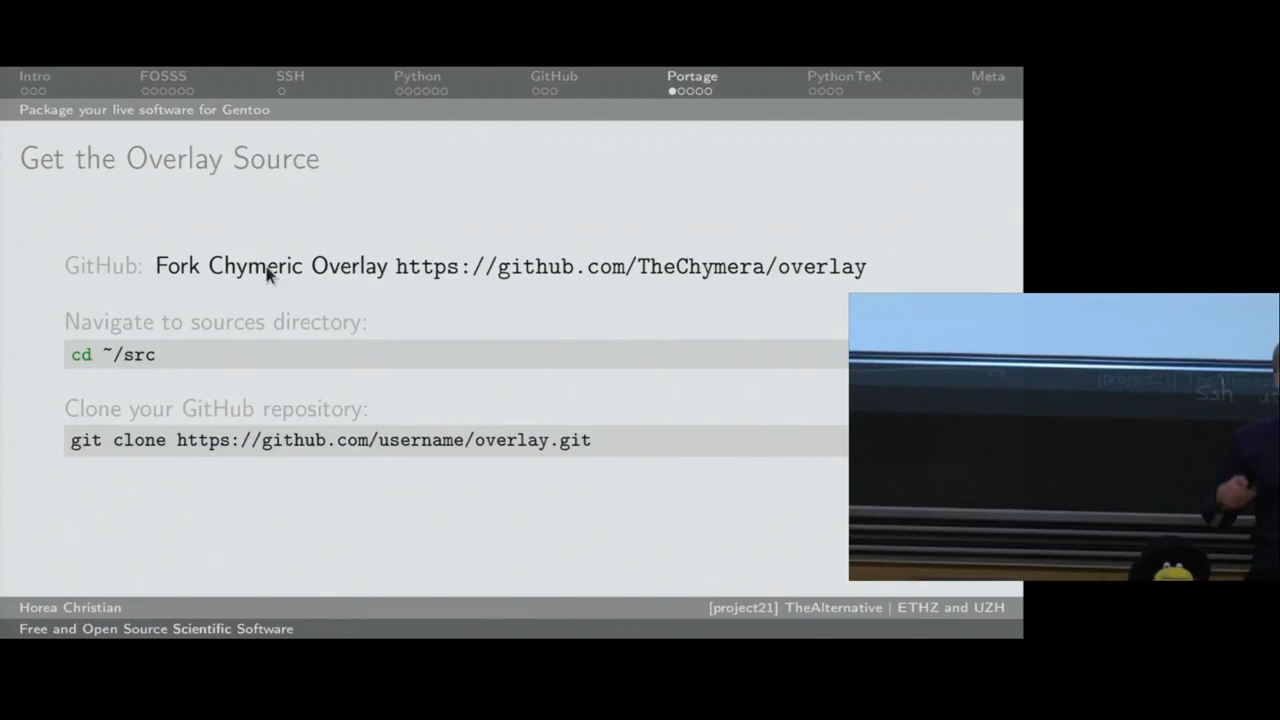 Intro FOSSS SSH Python GitHub Portage PythonTeX Meta
Package your live software for Gentoo
Get the Overlay Source
GitHub: Fork Chymeric Overlay https://github.com/TheChymera/overlay
Navigate to sources directory:
cd ~/src
Clone your GitHub repository:
git clone https://github.com/username/overlay.git
Ssh
Horea Christian [project21] TheAlternative | ETHZ and UZH
Free and Open Source Scientific Software